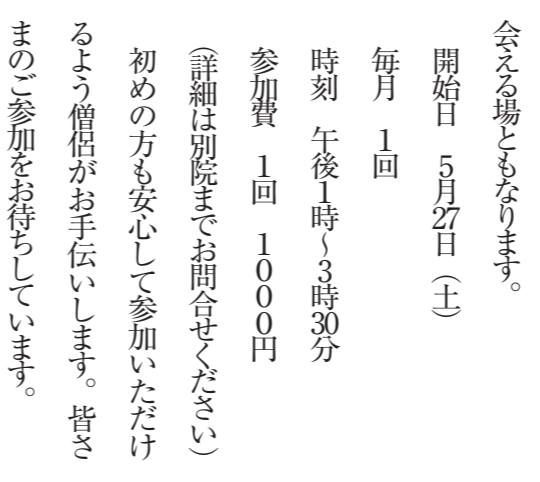 会える場ともなります。
開始日　5月27日（土）
毎月　1回
時刻　午後1時～3時30分
参加費　1回　1000円
（詳細は別院までお問合せください）
初めての方も安心して参加いただけ
るよう僧侶がお手伝いします。皆さ
まのご参加をお待ちしています。